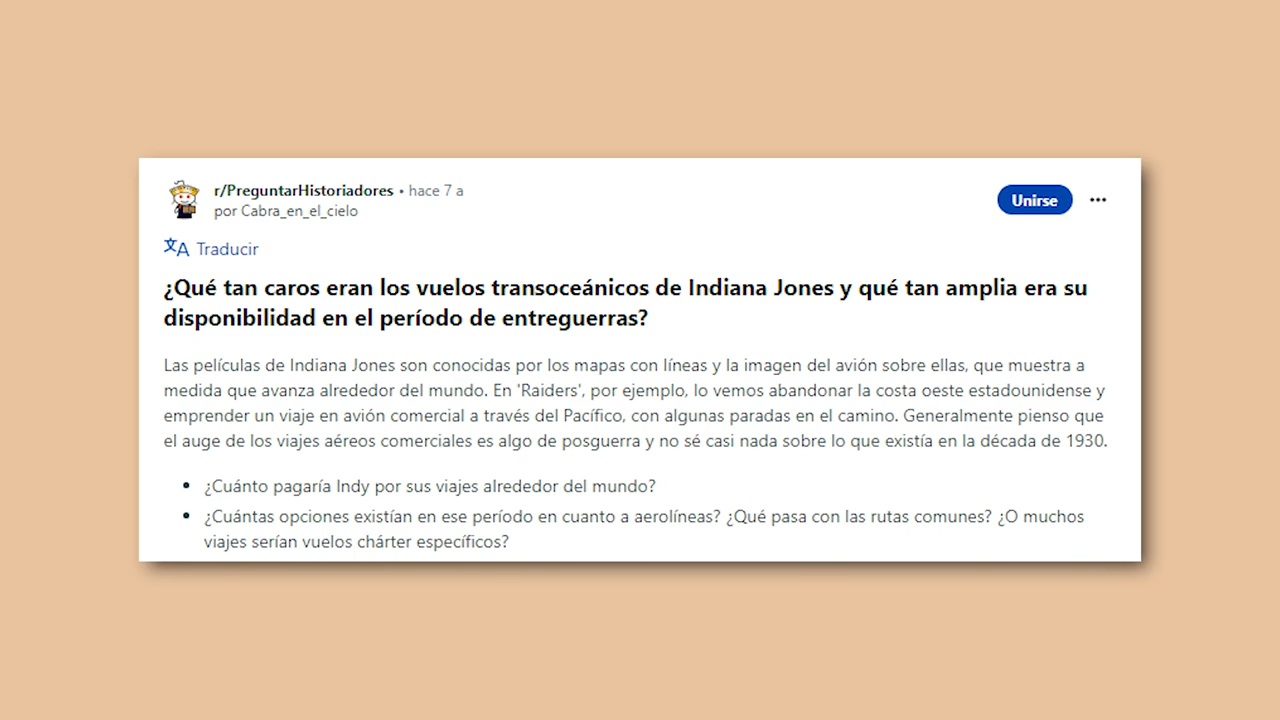 r/PreguntarHistoriadores • hace 7 a
por Cabra_en_el_cielo
Unirse
Traducir
¿Qué tan caros eran los vuelos transoceánicos de Indiana Jones y qué tan amplia era su
disponibilidad en el período de entreguerras?
Las películas de Indiana Jones son conocidas por los mapas con líneas y la imagen del avión sobre ellas, que muestra a
medida que avanza alrededor del mundo. En 'Raiders', por ejemplo, lo vemos abandonar la costa oeste estadounidense y
emprender un viaje en avión comercial a través del Pacífico, con algunas paradas en el camino. Generalmente pienso que
el auge de los viajes aéreos comerciales es algo de posguerra y no sé casi nada sobre lo que existía en la década de 1930.
• ¿Cuánto pagaría Indy por sus viajes alrededor del mundo?
• ¿Cuántas opciones existían en ese período en cuanto a aerolíneas? ¿Qué pasa con las rutas comunes? ¿O muchos
viajes serían vuelos chárter específicos?